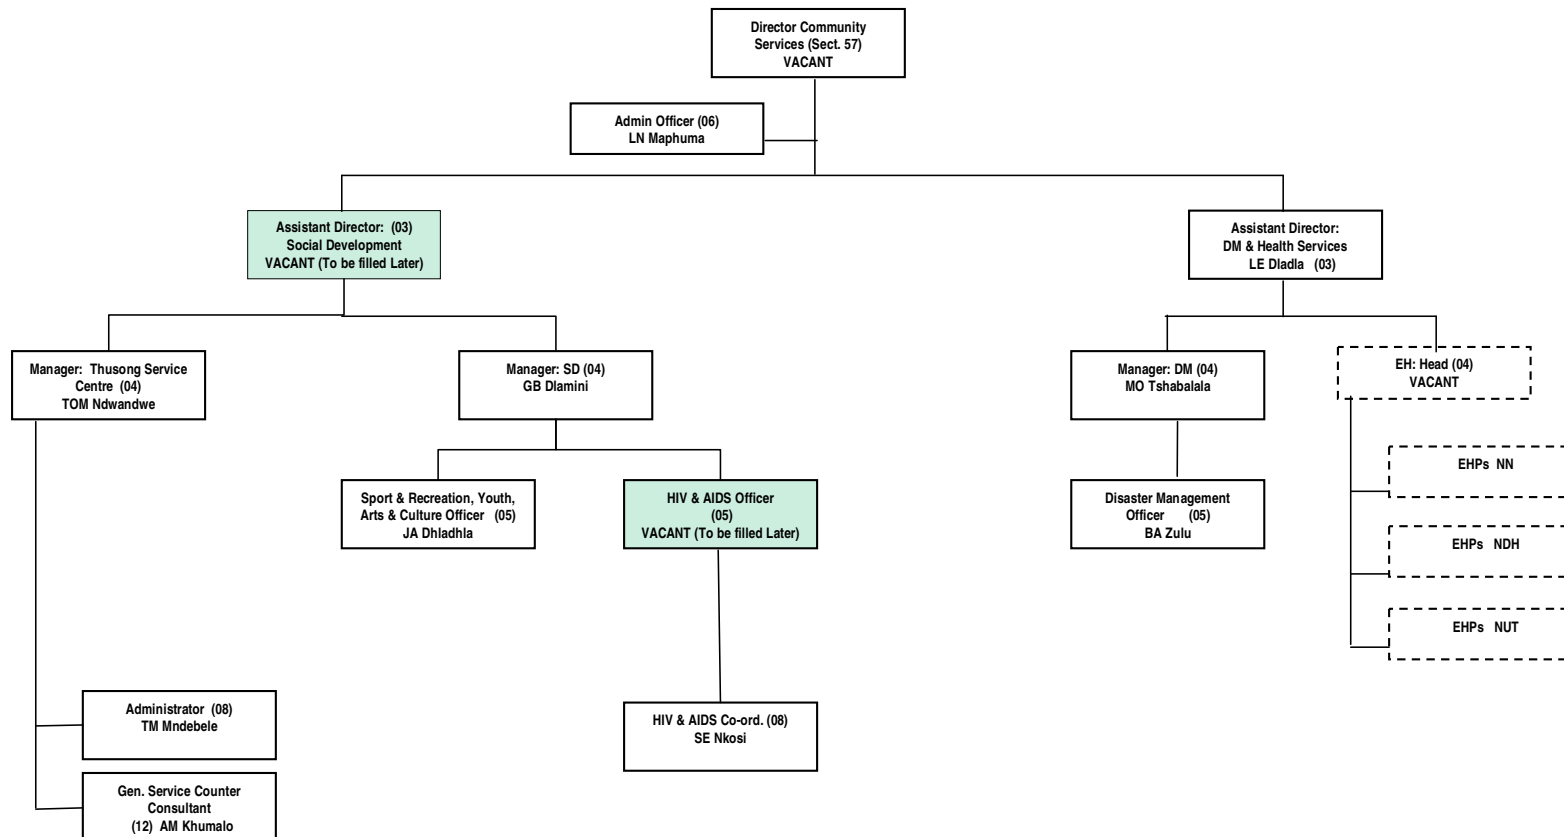 Director Community
Services (Sect. 57)
VACANT
Admin Officer (06)
LN Maphuma
Assistant Director: (03)
Social Development
VACANT (To be filled Later)
Assistant Director:
DM & Health Services
LE Dladla (03)
Manager: Thusong Service
Centre (04)
TOM Ndwandwe
Manager: SD (04)
GB Dlamini
Manager: DM (04)
MO Tshabalala
EH: Head (04)
VACANT
EHPs NN
Sport & Recreation, Youth,
Arts & Culture Officer (05)
JA Dhladhla
HIV & AIDS Officer
(05)
VACANT (To be filled Later)
Disaster Management
Officer (05)
BA Zulu
EHPs NDH
EHPs NUT
Administrator (08)
TM Mndebele
HIV & AIDS Co-ord. (08)
SE Nkosi
Gen. Service Counter
Consultant
(12) AM Khumalo